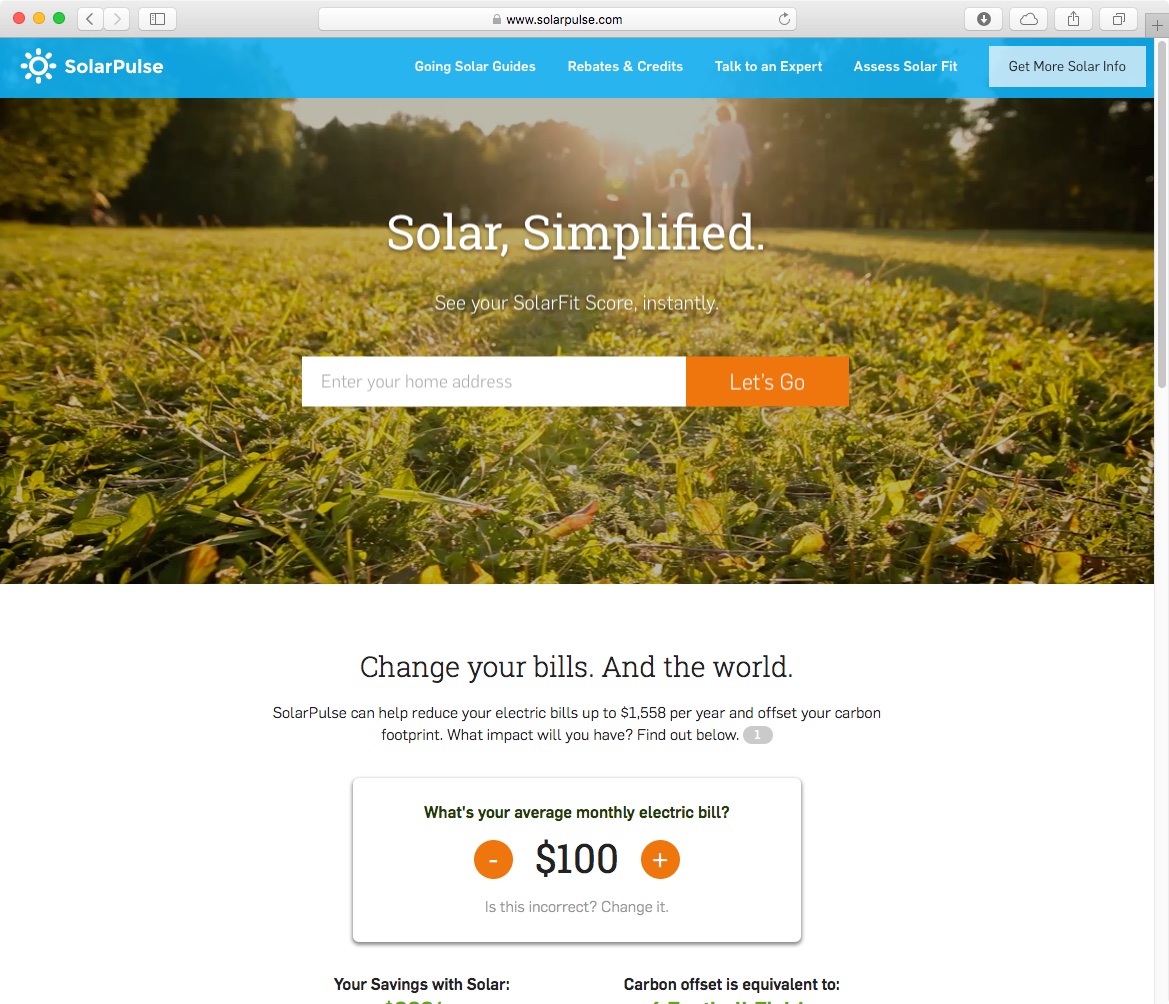 www.solarpulse.com
SolarPulse
Going Solar Guides
Rebates & Credits
Talk to an Expert
Assess Solar Fit
Get More Solar Info
Solar, Simplified.
See your SolarFit Score, instantly.
Enter your home address
Let's Go
Change your bills. And the world.
SolarPulse can help reduce your electric bills up to $1,558 per year and offset your carbon
footprint. What impact will you have? Find out below. 1
What's your average monthly electric bill?
- $100 +
Is this incorrect? Change it.
Your Savings with Solar:
Carbon offset is equivalent to: